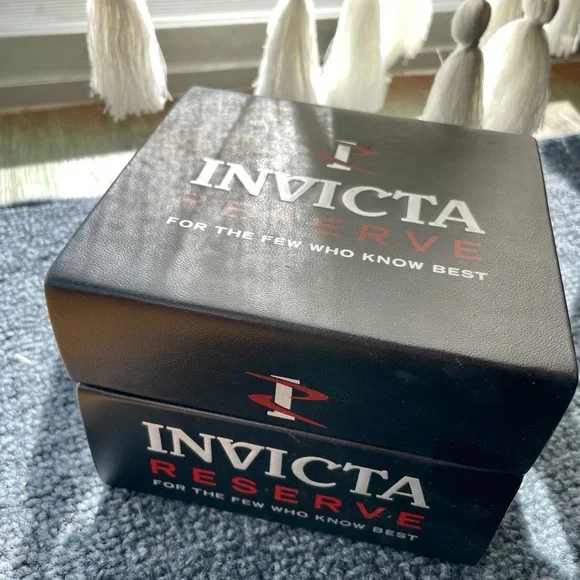 I
INVICTA
RESERVE
FOR THE FEW WHO KNOW BEST
I
INVICTA
RESERVE
FOR THE FEW WHO KNOW BEST